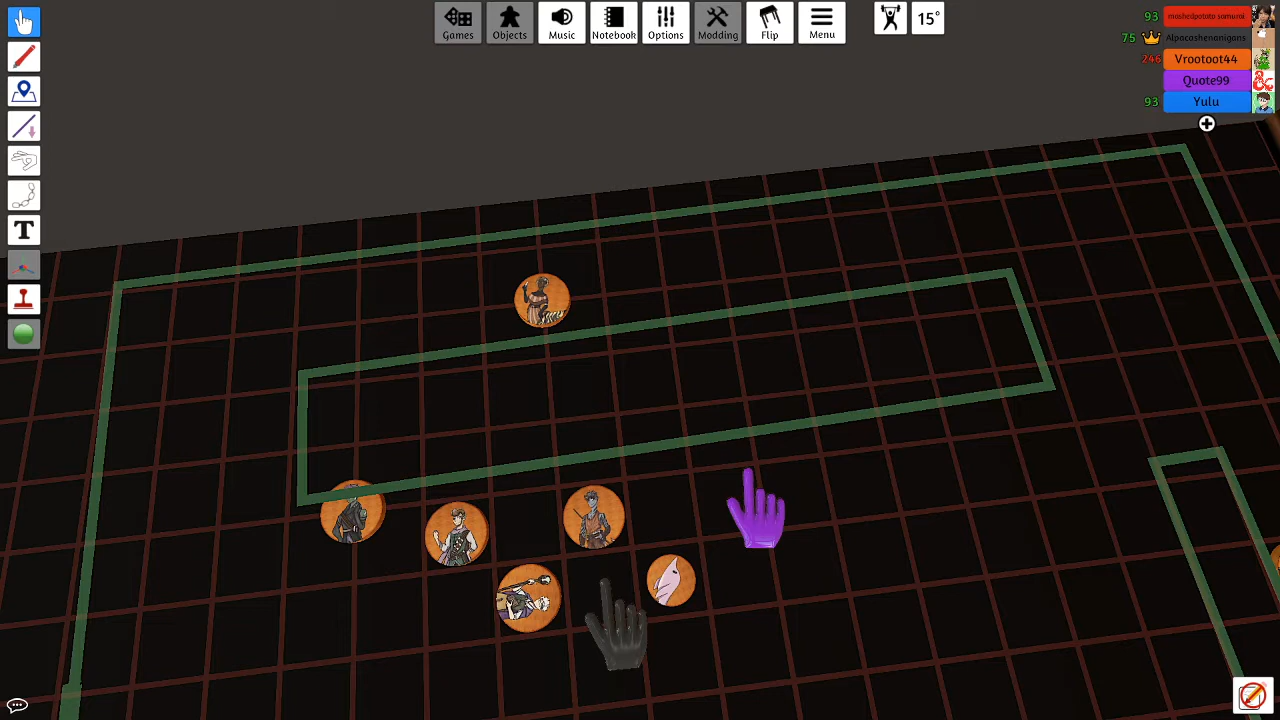 Games
Objects
Music
Notebook
Options
Modding
Flip
Menu
15°
93 mashedpotato samurai
75 Alpacashenanigans
246 Vrootoot44
Quote99
93 Yulu
T